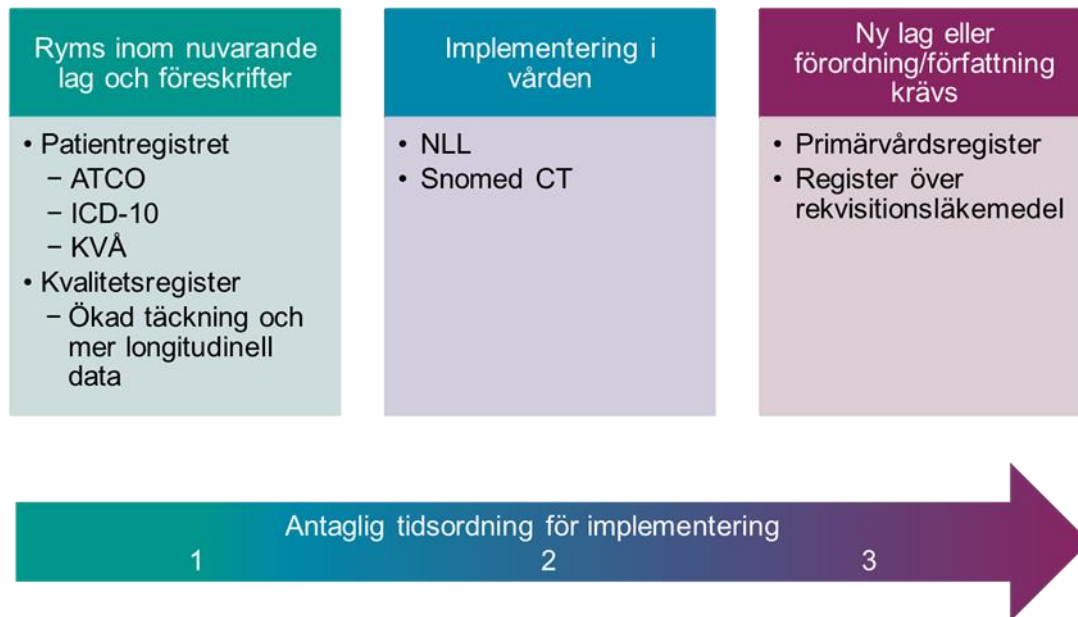 Ryms inom nuvarande
lag och föreskrifter
• Patientregistret
− ATCO
− ICD-10
− KVÅ
• Kvalitetsregister
− Ökad täckning och
mer longitudinell
data
Implementering i
vården
• NLL
• Snomed CT
Ny lag eller
förordning/författning
krävs
• Primärvårdsregister
• Register över
rekvisitionsläkemedel
Antaglig tidsordning för implementering
1 2 3